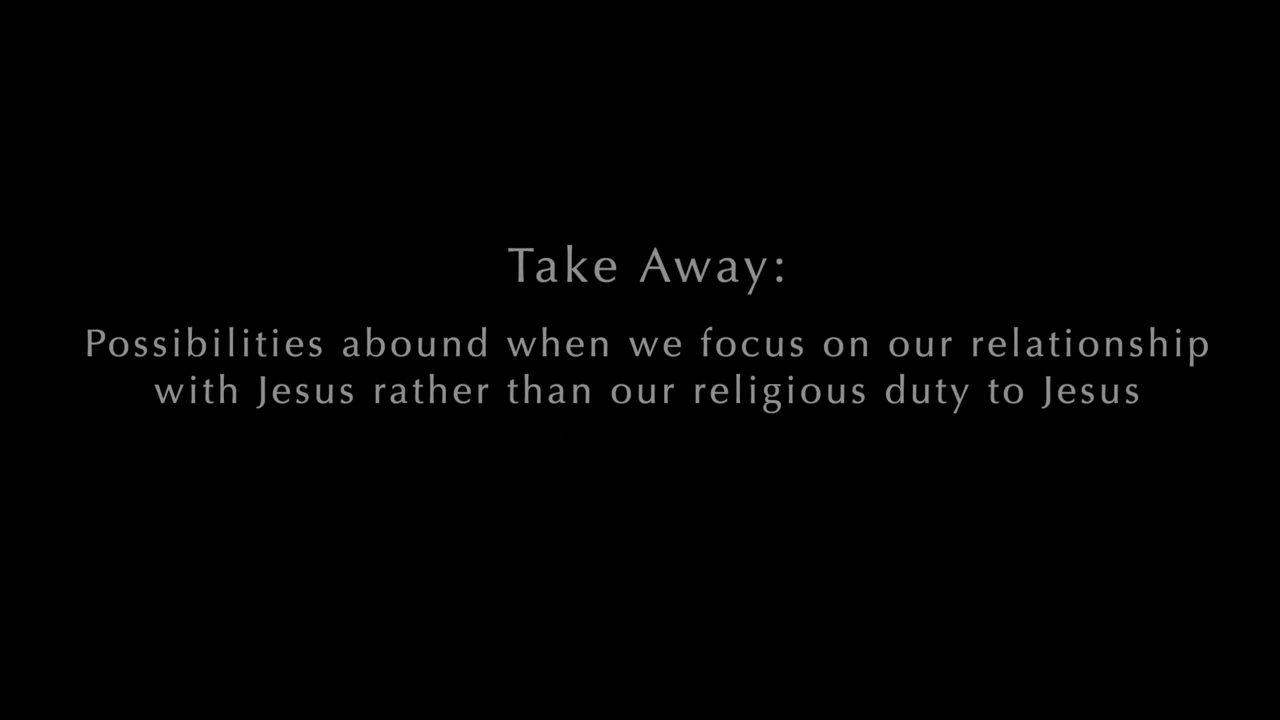 Take Away:
Possibilities abound when we focus on our relationship
with Jesus rather than our religious duty to Jesus